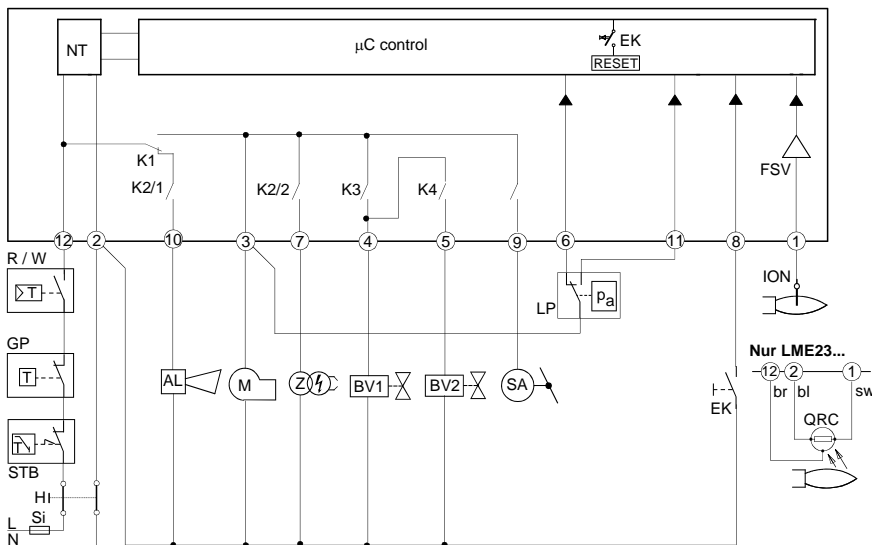 NT
µC control
EK
RESET
K1
K2/1
K2/2
K3
K4
FSV
12
2
10
3
7
4
5
9
6
11
8
1
R / W
T
LP
pa
ION
GP
T
AL
M
Z
BV1
BV2
SA
EK
Nur LME23...
12
2
1
br
bl
sw
QRC
T
STB
H
L
Si
N